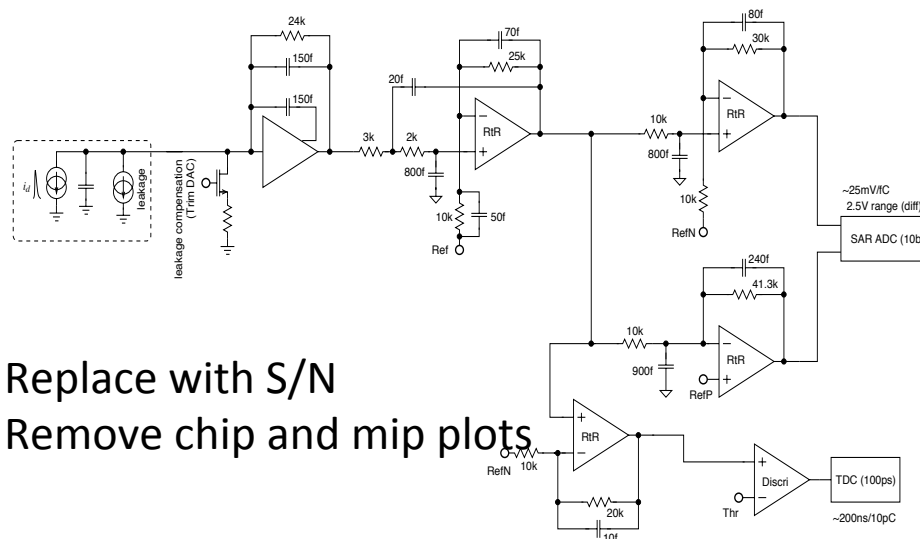 24k
150f
150f
20f
70f
25k
3k
2k
RtR
800f
10k
50f
Ref
i_d
leakage
leakage compensation
(Trim DAC)
80f
30k
10k
RtR
800f
10k
RefN
~25mV/fC
2.5V range (diff)
SAR ADC (10b
240f
41.3k
10k
RtR
900f
RefP
Replace with S/N
Remove chip and mip plots
RtR
RefN
10k
20k
10f
Discri
Thr
TDC (100ps)
~200ns/10pC